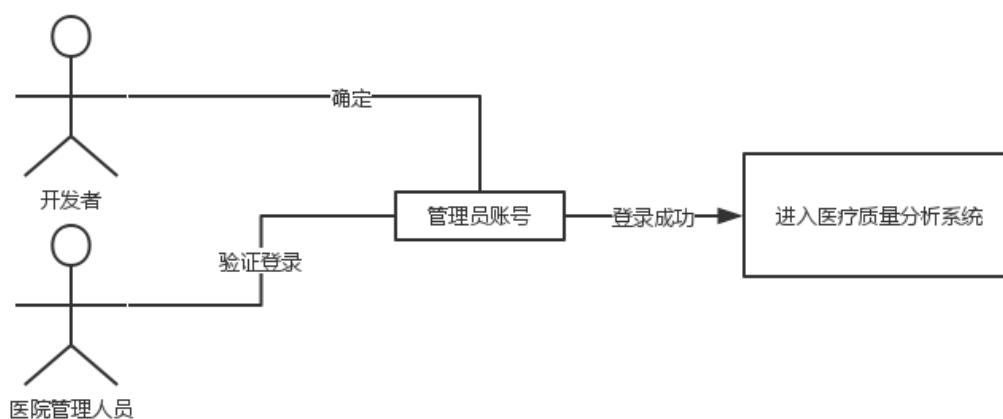 确定
开发者
管理员账号
登录成功
进入医疗质量分析系统
验证登录
医院管理人员